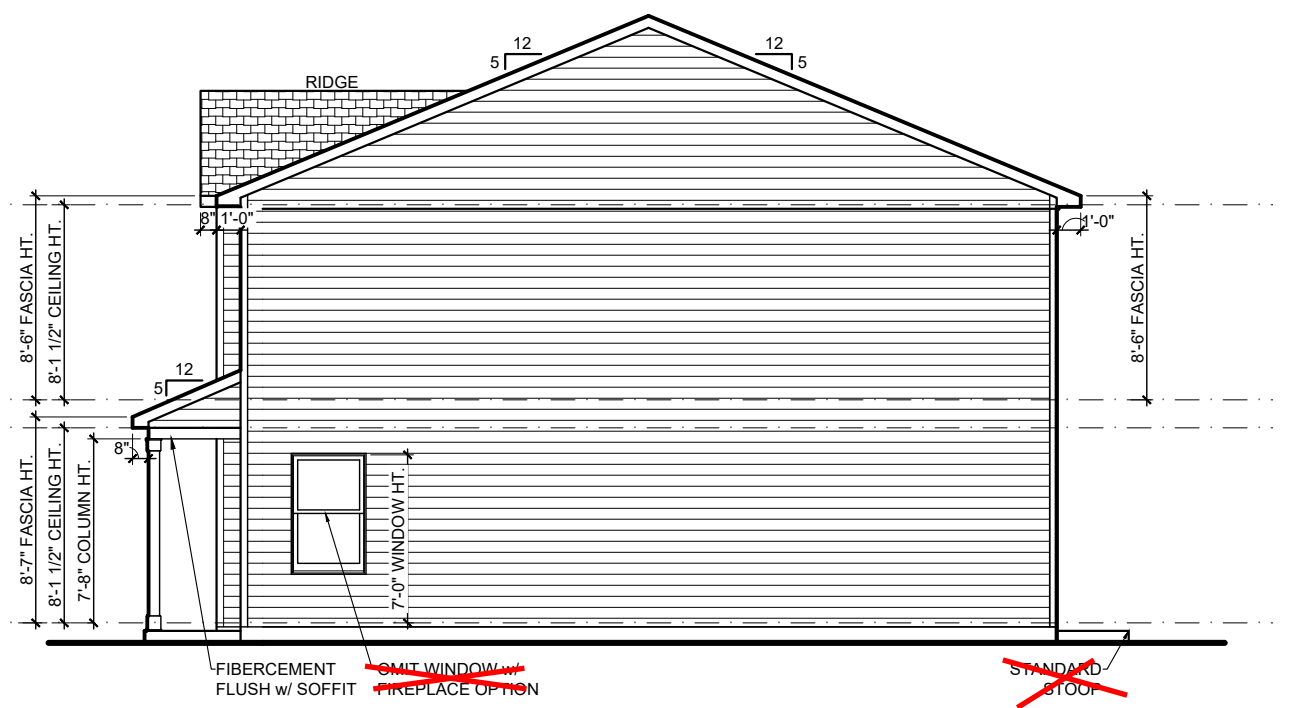 12
5
12
5
RIDGE
8"
1'-0"
1'-0"
8'-6" FASCIA HT.
8'-1 1/2" CEILING HT.
8'-6" FASCIA HT.
12
5
8"
8'-7" FASCIA HT.
8'-1 1/2" CEILING HT.
7'-8" COLUMN HT.
7'-0" WINDOW HT.
FIBERCEMENT
FLUSH w/ SOFFIT
OMIT WINDOW w/
FIREPLACE OPTION
STANDARD
STOOP